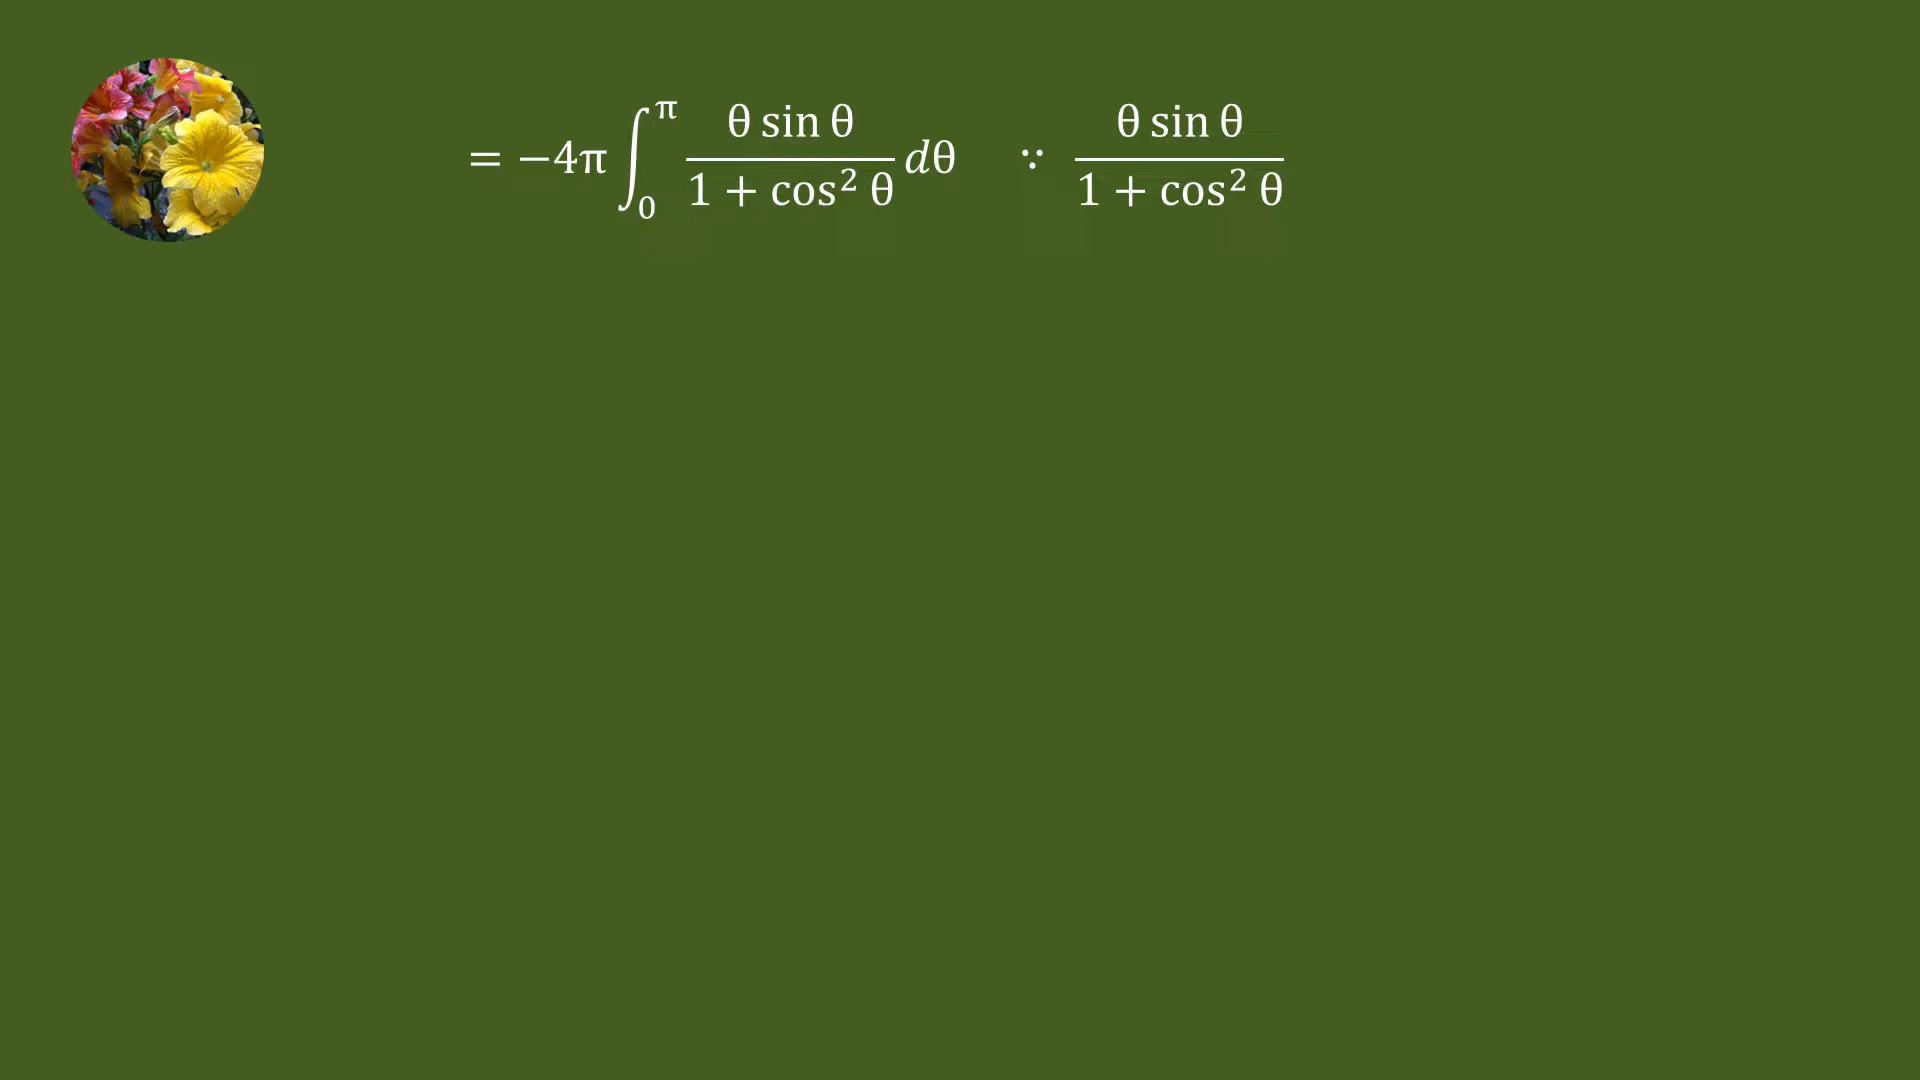 = −4π ∫₀^π (θ sin θ)/(1 + cos² θ) dθ ∵ (θ sin θ)/(1 + cos² θ)